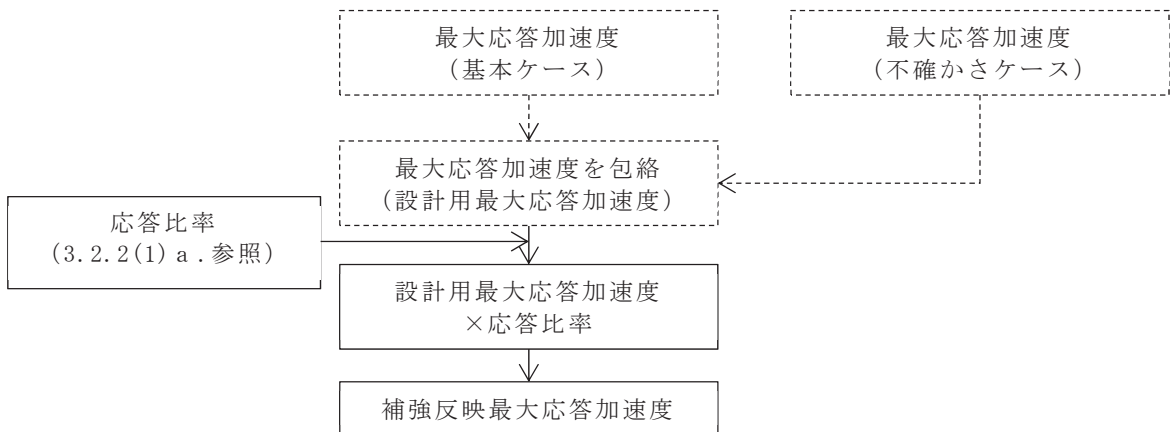 最大応答加速度
(基本ケース)
最大応答加速度
(不確かさケース)
最大応答加速度を包絡
(設計用最大応答加速度)
応答比率
(3.2.2(1)ａ.参照)
設計用最大応答加速度
×応答比率
補強反映最大応答加速度